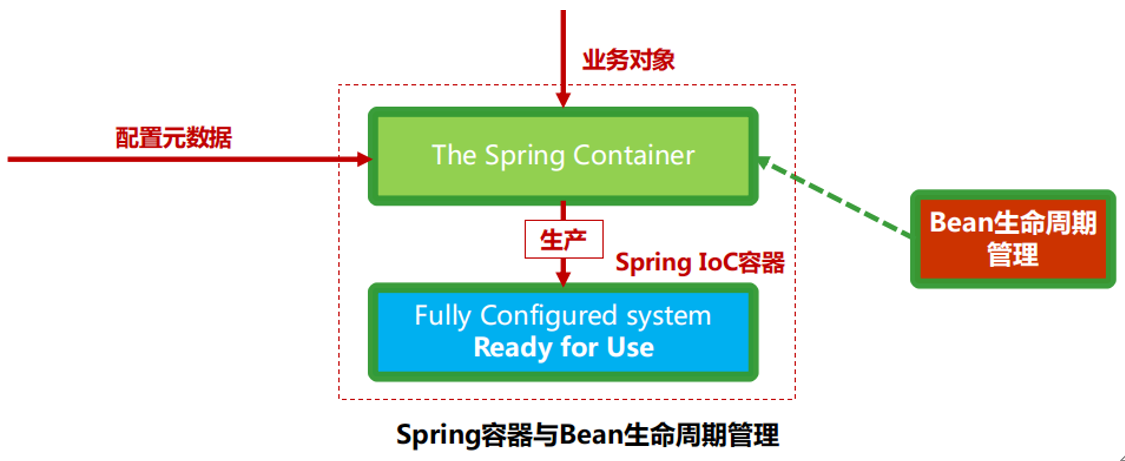 业务对象
配置元数据
The Spring Container
生产
Spring IoC容器
Bean生命周期
管理
Fully Configured system
Ready for Use
Spring容器与Bean生命周期管理